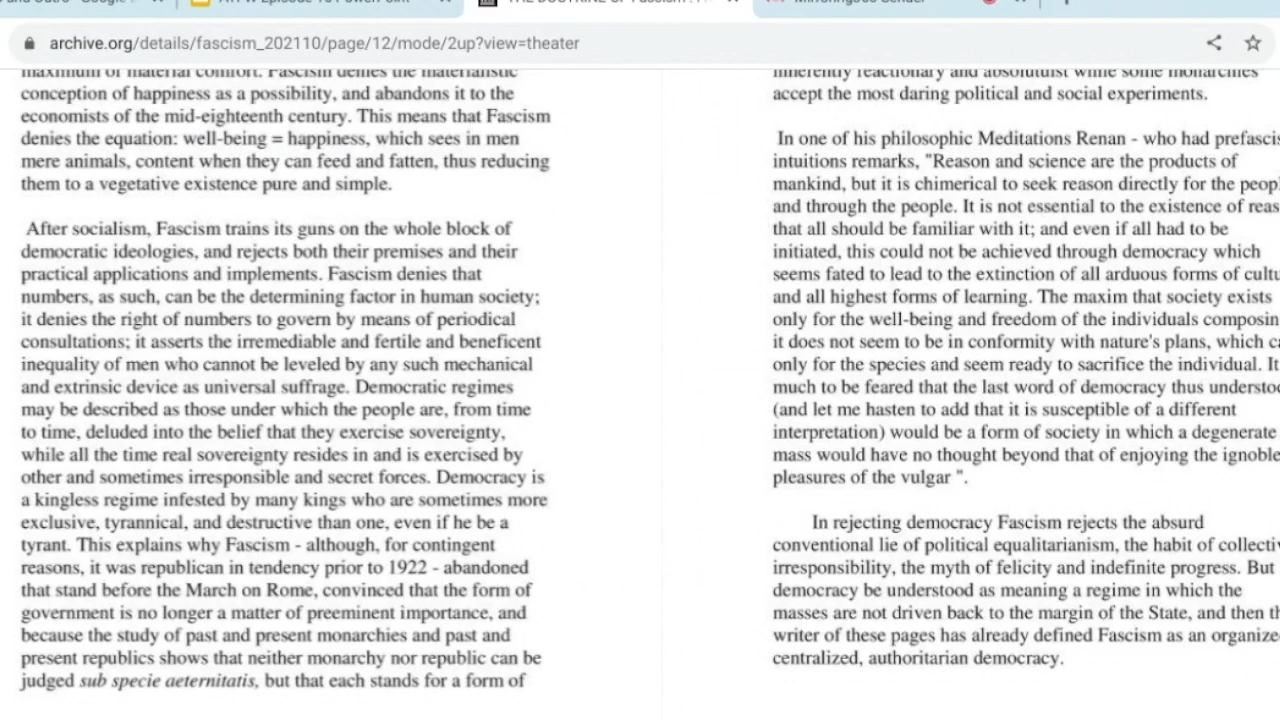 archive.org/details/fascism_202110/page/12/mode/2up?view=theater
maximum of material comfort. Fascism denies the materialistic
conception of happiness as a possibility, and abandons it to the
economists of the mid-eighteenth century. This means that Fascism
denies the equation: well-being = happiness, which sees in men
mere animals, content when they can feed and fatten, thus reducing
them to a vegetative existence pure and simple.
After socialism, Fascism trains its guns on the whole block of
democratic ideologies, and rejects both their premises and their
practical applications and implements. Fascism denies that
numbers, as such, can be the determining factor in human society;
it denies the right of numbers to govern by means of periodical
consultations; it asserts the irremediable and fertile and beneficent
inequality of men who cannot be leveled by any such mechanical
and extrinsic device as universal suffrage. Democratic regimes
may be described as those under which the people are, from time
to time, deluded into the belief that they exercise sovereignty,
while all the time real sovereignty resides in and is exercised by
other and sometimes irresponsible and secret forces. Democracy is
a kingless regime infested by many kings who are sometimes more
exclusive, tyrannical, and destructive than one, even if he be a
tyrant. This explains why Fascism - although, for contingent
reasons, it was republican in tendency prior to 1922 - abandoned
that stand before the March on Rome, convinced that the form of
government is no longer a matter of preeminent importance, and
because the study of past and present monarchies and past and
present republics shows that neither monarchy nor republic can be
judged sub specie aeternitatis, but that each stands for a form of
inherently reactionary and absolutist while some monarchies
accept the most daring political and social experiments.
In one of his philosophic Meditations Renan - who had prefascis
intuitions remarks, "Reason and science are the products of
mankind, but it is chimerical to seek reason directly for the peop
and through the people. It is not essential to the existence of reas
that all should be familiar with it; and even if all had to be
initiated, this could not be achieved through democracy which
seems fated to lead to the extinction of all arduous forms of cultu
and all highest forms of learning. The maxim that society exists
only for the well-being and freedom of the individuals composin
it does not seem to be in conformity with nature's plans, which ca
only for the species and seem ready to sacrifice the individual. It
much to be feared that the last word of democracy thus understoo
(and let me hasten to add that it is susceptible of a different
interpretation) would be a form of society in which a degenerate
mass would have no thought beyond that of enjoying the ignoble
pleasures of the vulgar ".
In rejecting democracy Fascism rejects the absurd
conventional lie of political equalitarianism, the habit of collectiv
irresponsibility, the myth of felicity and indefinite progress. But
democracy be understood as meaning a regime in which the
masses are not driven back to the margin of the State, and then th
writer of these pages has already defined Fascism as an organize
centralized, authoritarian democracy.